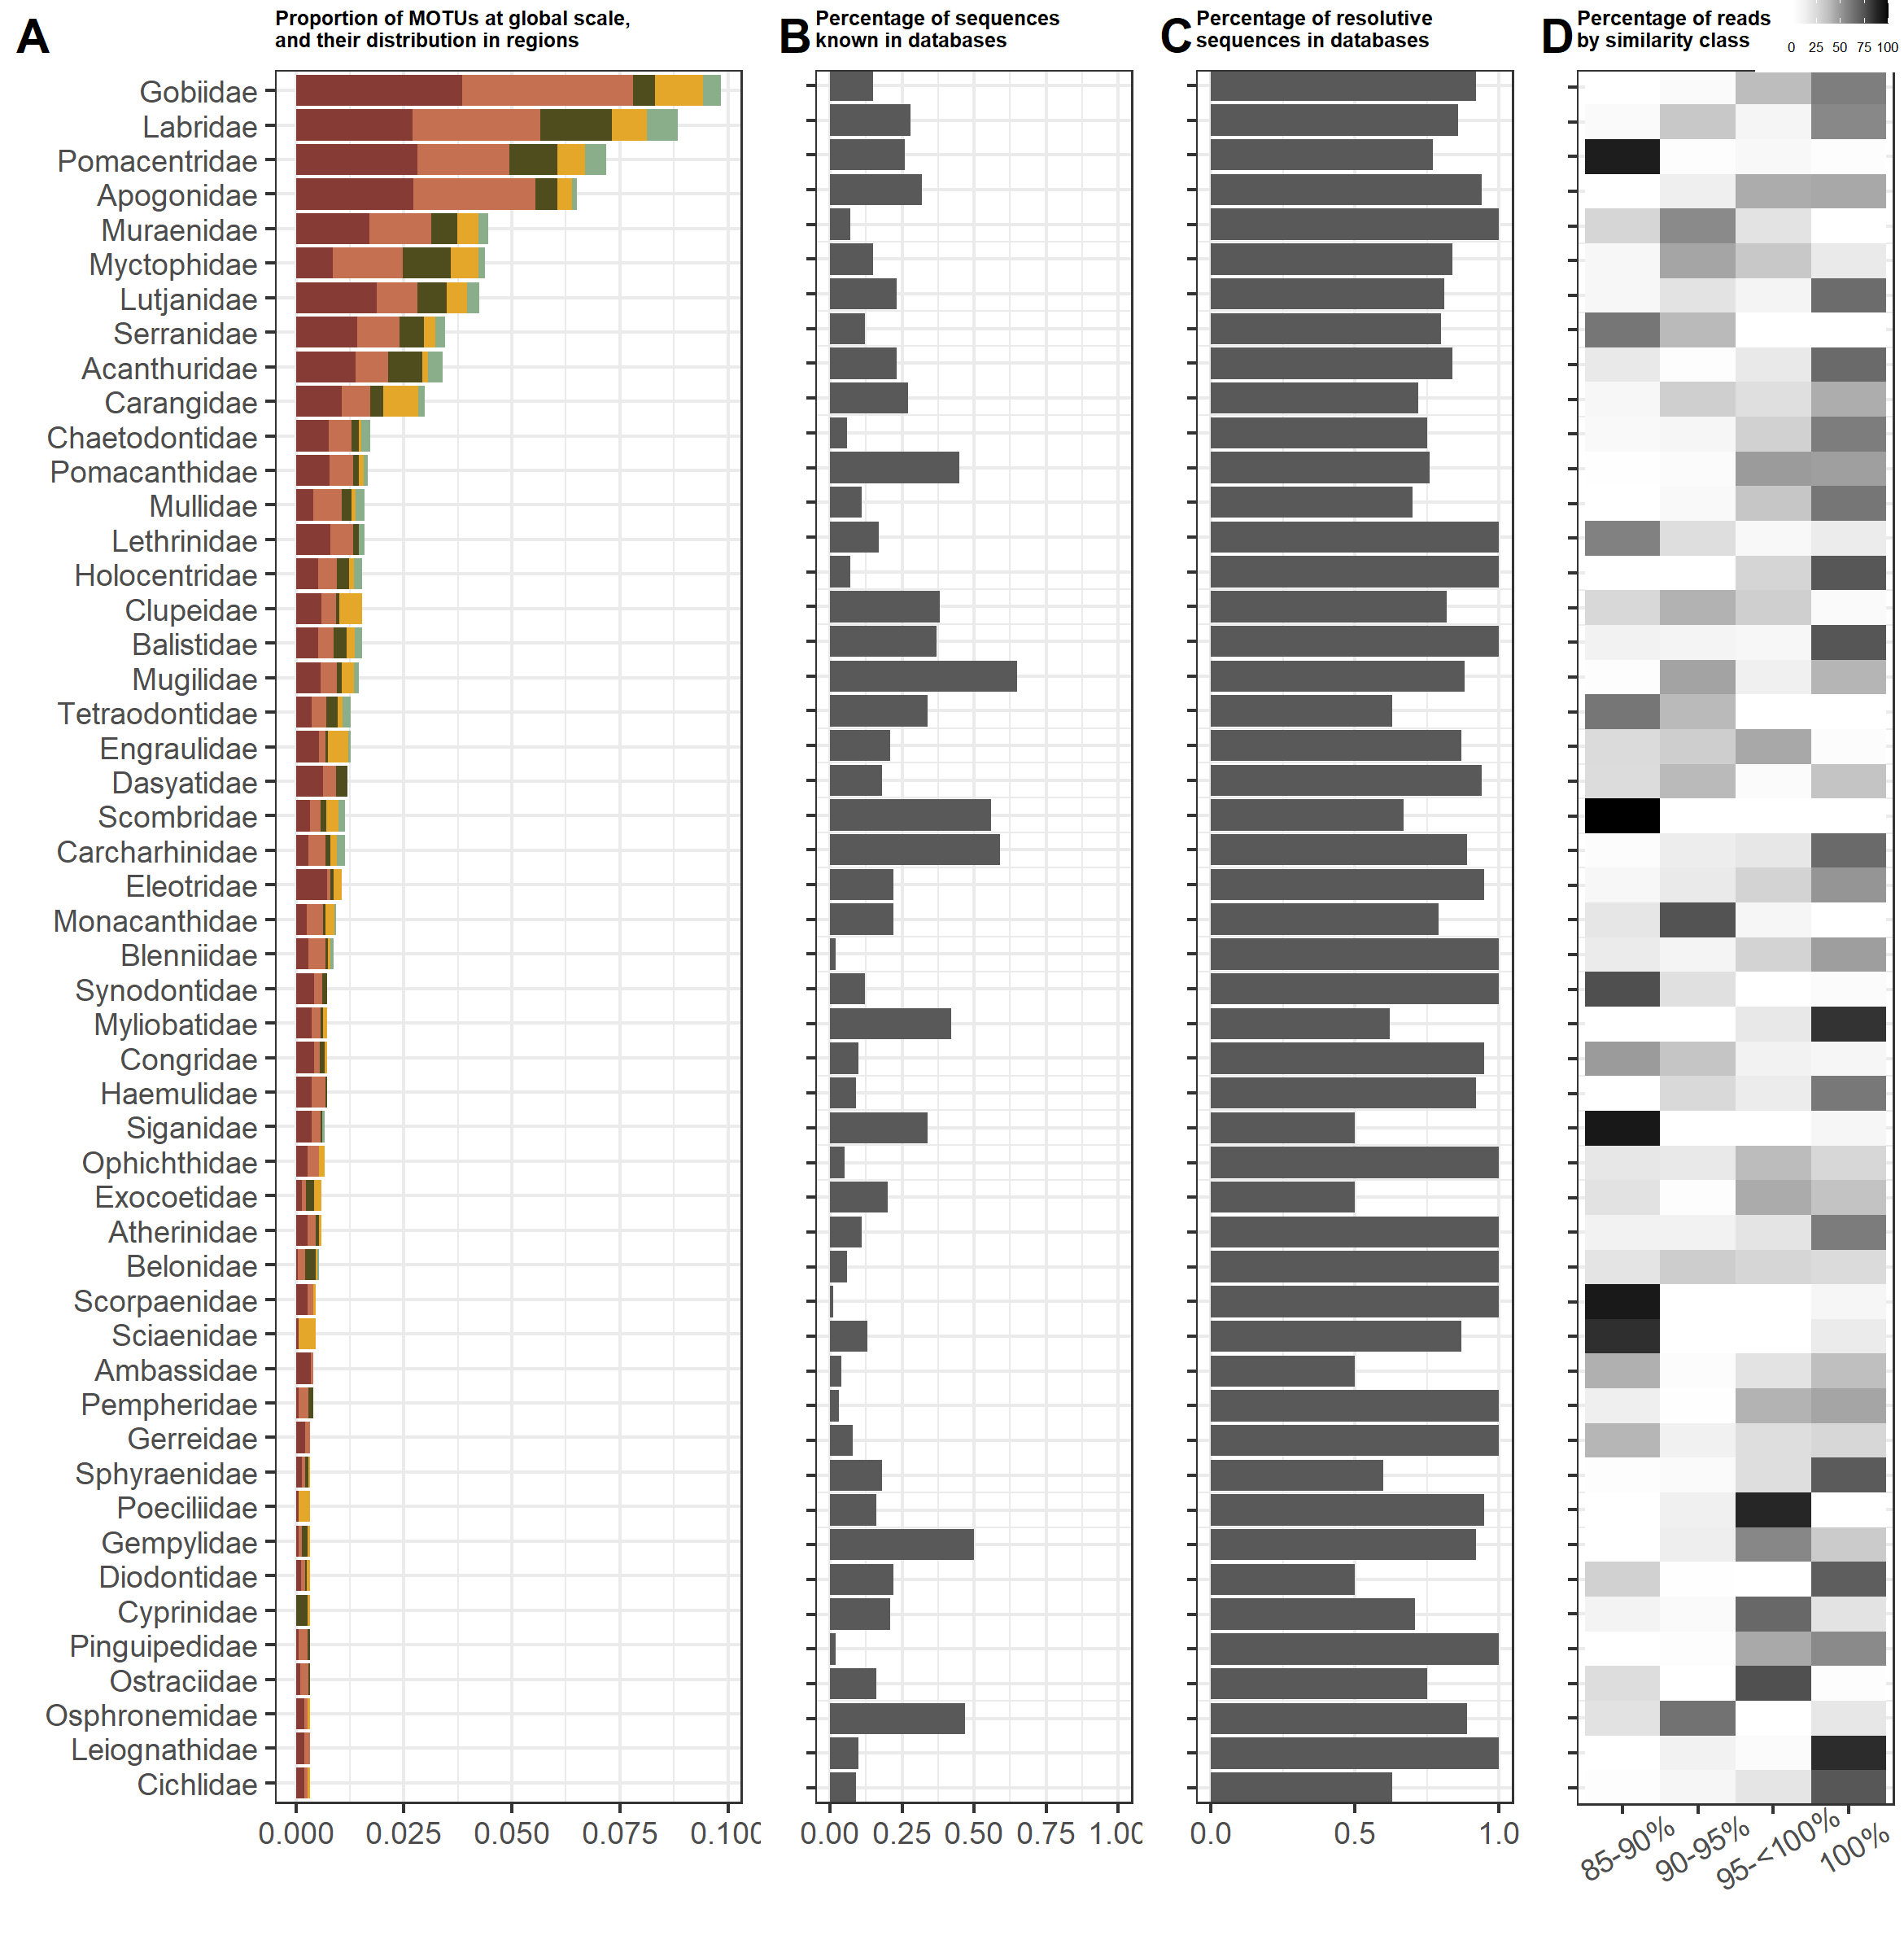 A
Proportion of MOTUs at global scale,
and their distribution in regions
B
Percentage of sequences
known in databases
C
Percentage of resolutive
sequences in databases
D
Percentage of reads
by similarity class
0 25 50 75 100
Gobiidae
Labridae
Pomacentridae
Apogonidae
Muraenidae
Myctophidae
Lutjanidae
Serranidae
Acanthuridae
Carangidae
Chaetodontidae
Pomacanthidae
Mullidae
Lethrinidae
Holocentridae
Clupeidae
Balistidae
Mugilidae
Tetraodontidae
Engraulidae
Dasyatidae
Scombridae
Carcharhinidae
Eleotridae
Monacanthidae
Blenniidae
Synodontidae
Myliobatidae
Congridae
Haemulidae
Siganidae
Ophichthidae
Exocoetidae
Atherinidae
Belonidae
Scorpaenidae
Sciaenidae
Ambassidae
Pempheridae
Gerreidae
Sphyraenidae
Poeciliidae
Gempylidae
Diodontidae
Cyprinidae
Pinguipedidae
Ostraciidae
Osphronemidae
Leiognathidae
Cichlidae
0.000 0.025 0.050 0.075 0.100
0.00 0.25 0.50 0.75 1.00
0.0 0.5 1.0
85-90% 90-95% 95-<100% 100%